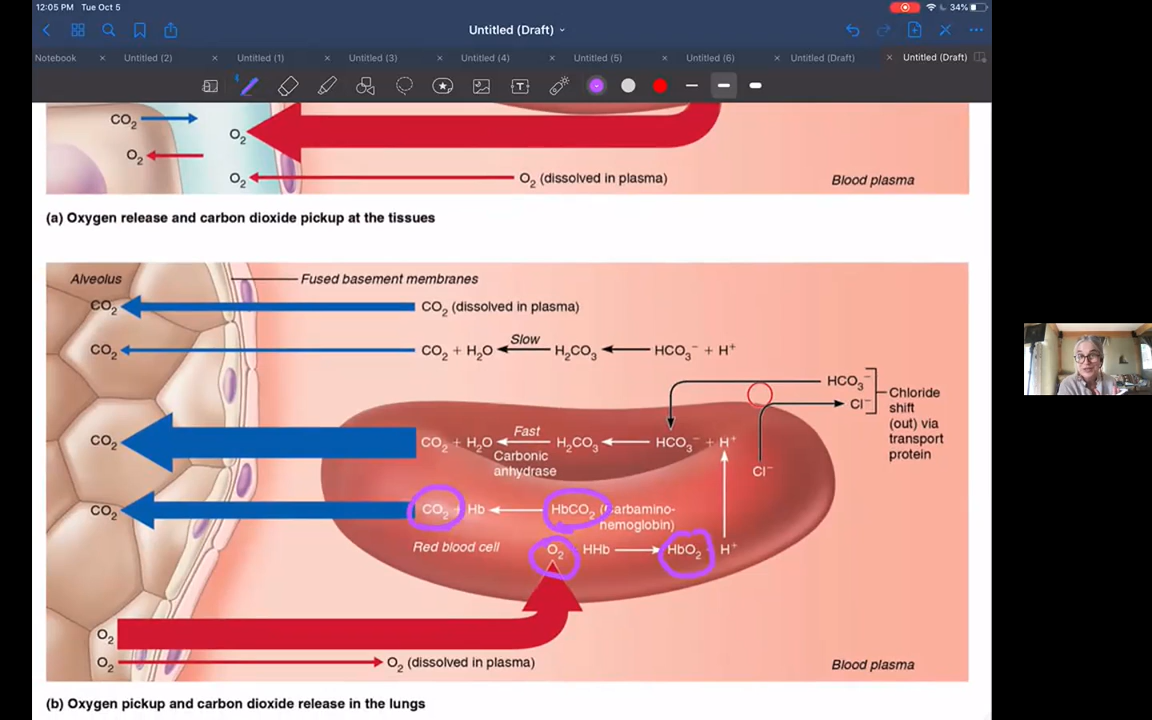 12:05 PM Tue Oct 5
34%
Untitled (Draft)
Notebook × Untitled (2) × Untitled (1) × Untitled (3) × Untitled (4) × Untitled (5) × Untitled (6) × Untitled (Draft) × Untitled (Draft)
T
CO₂
O₂
O₂
O₂
O₂ (dissolved in plasma)
Blood plasma
(a) Oxygen release and carbon dioxide pickup at the tissues
Alveolus
Fused basement membranes
CO₂
CO₂ (dissolved in plasma)
CO₂
CO₂ + H₂O
Slow
H₂CO₃
HCO₃⁻ + H⁺
HCO₃⁻
Cl⁻
Chloride
shift
(out) via
transport
protein
CO₂
CO₂ + H₂O
Fast
Carbonic
anhydrase
H₂CO₃
HCO₃⁻ + H⁺
Cl⁻
CO₂
CO₂ + Hb
HbCO₂ (Carbamino-
hemoglobin)
Red blood cell
O₂ + HHb
HbO₂ + H⁺
O₂
O₂
O₂ (dissolved in plasma)
Blood plasma
(b) Oxygen pickup and carbon dioxide release in the lungs